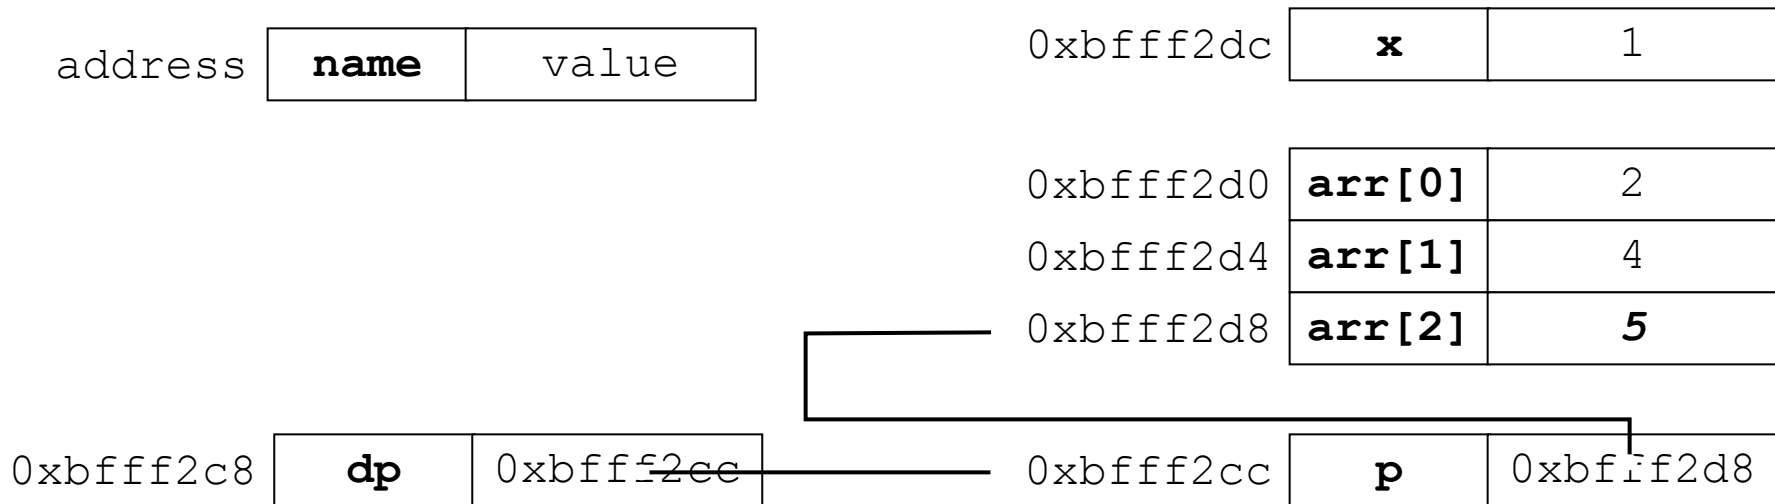 address name value
0xbfff2dc x 1
0xbfff2d0 arr[0] 2
0xbfff2d4 arr[1] 4
0xbfff2d8 arr[2] 5
0xbfff2c8 dp 0xbfff2cc
0xbfff2cc p 0xbfff2d8